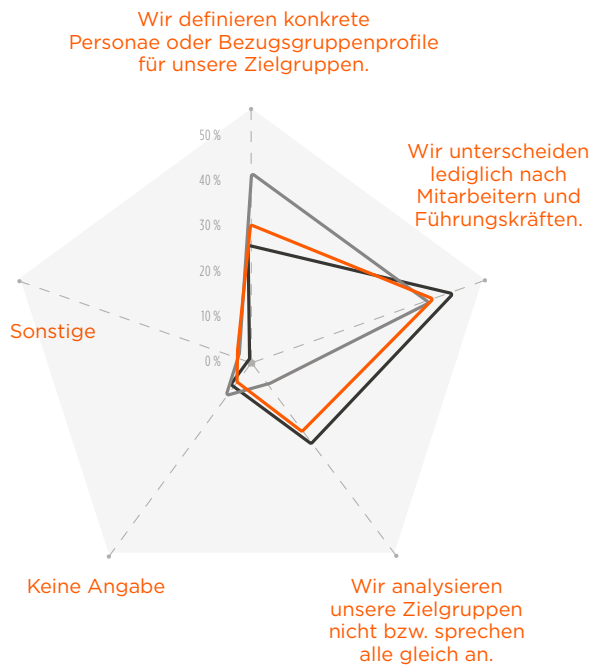 Wir definieren konkrete
Personae oder Bezugsgruppenprofile
für unsere Zielgruppen.
50 %
40 %
30 %
20 %
10 %
0 %
Wir unterscheiden
lediglich nach
Mitarbeitern und
Führungskräften.
Sonstige
Keine Angabe
Wir analysieren
unsere Zielgruppen
nicht bzw. sprechen
alle gleich an.